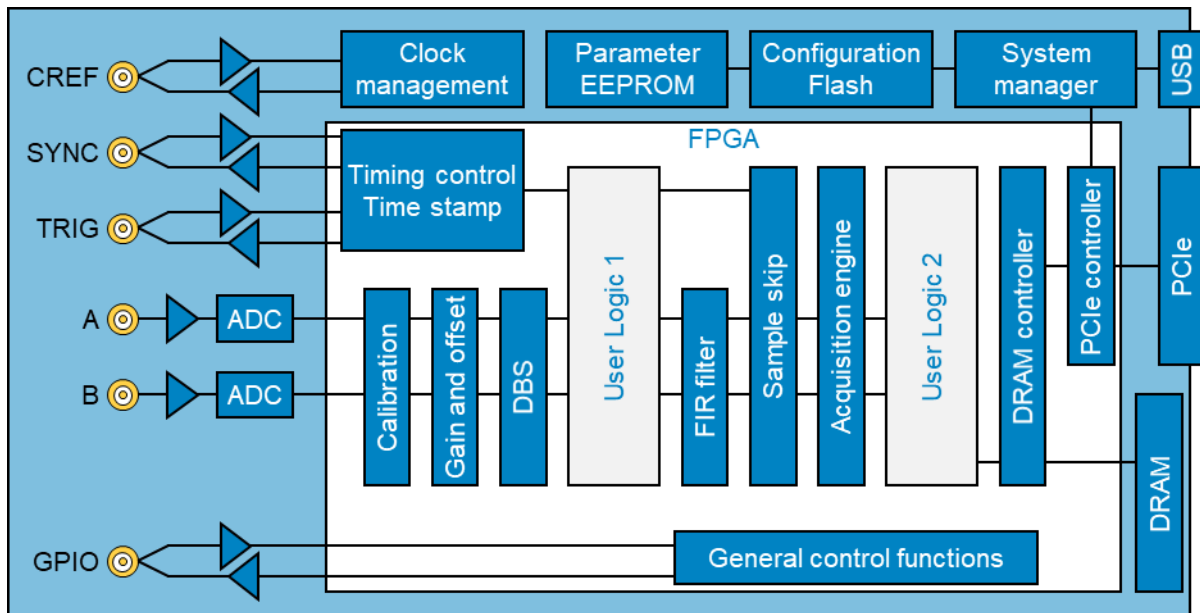 CREF
Clock
management
Parameter
EEPROM
Configuration
Flash
System
manager
USB
SYNC
FPGA
Timing control
Time stamp
TRIG
A
ADC
B
ADC
Calibration
Gain and offset
DBS
User Logic 1
FIR filter
Sample skip
Acquisition engine
User Logic 2
DRAM controller
PCIe controller
PCIe
DRAM
GPIO
General control functions